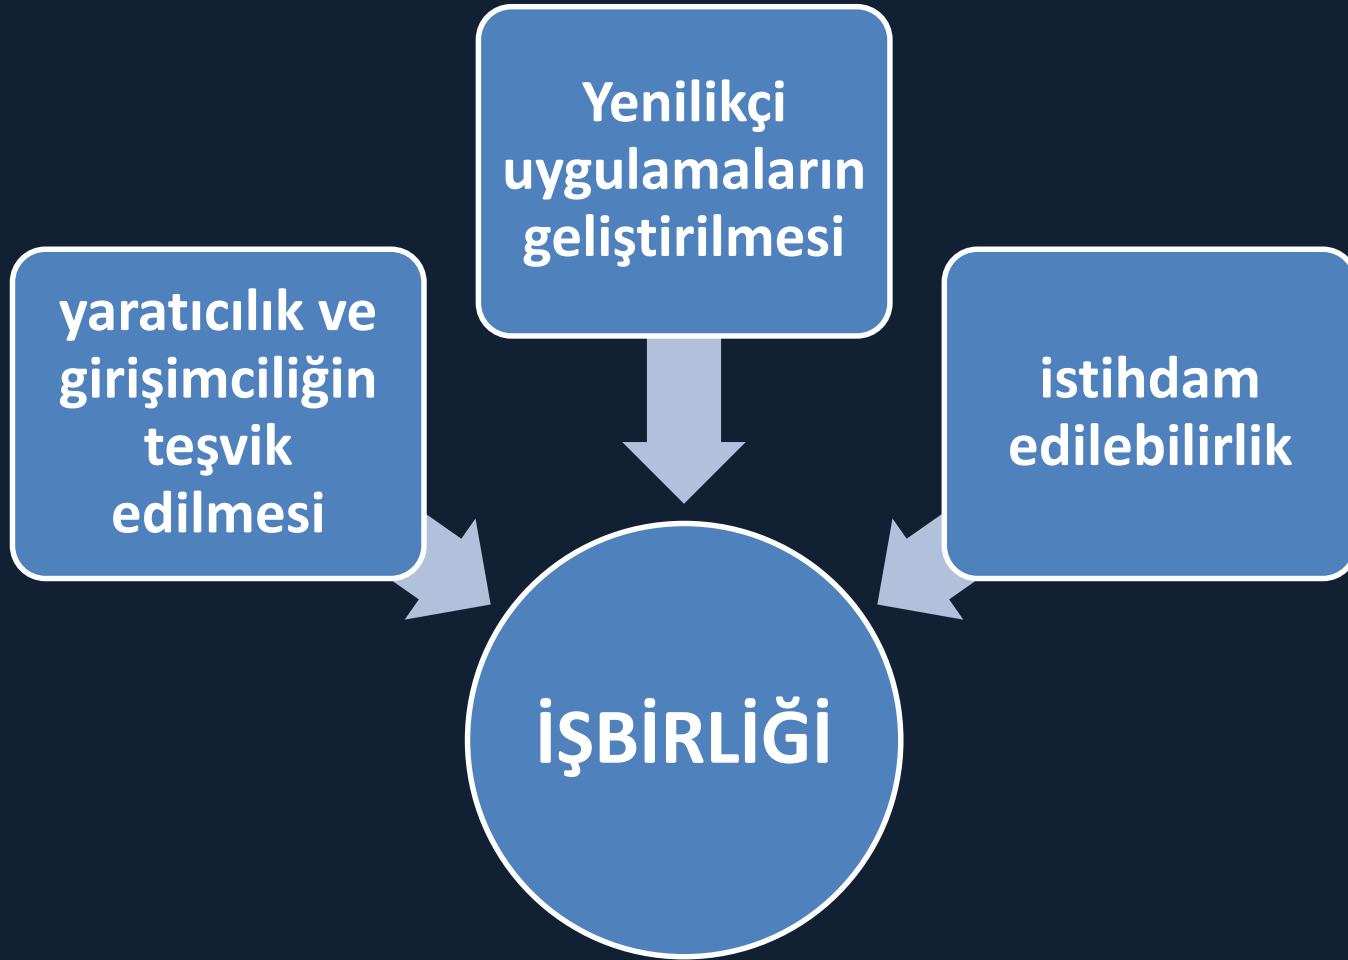 Yenilikçi
uygulamaların
geliştirilmesi
yaratıcılık ve
girişimciliğin
teşvik
edilmesi
istihdam
edilebilirlik
İŞBİRLİĞİ